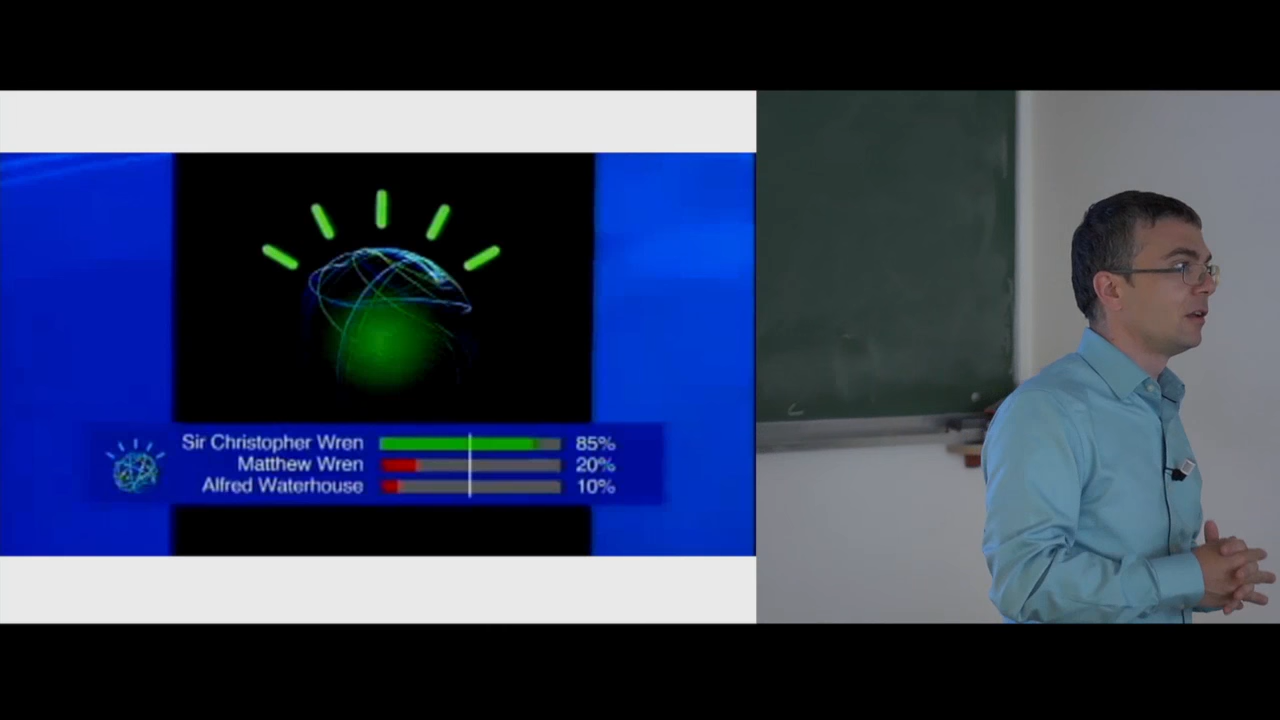 Sir Christopher Wren 85%
Matthew Wren 20%
Alfred Waterhouse 10%